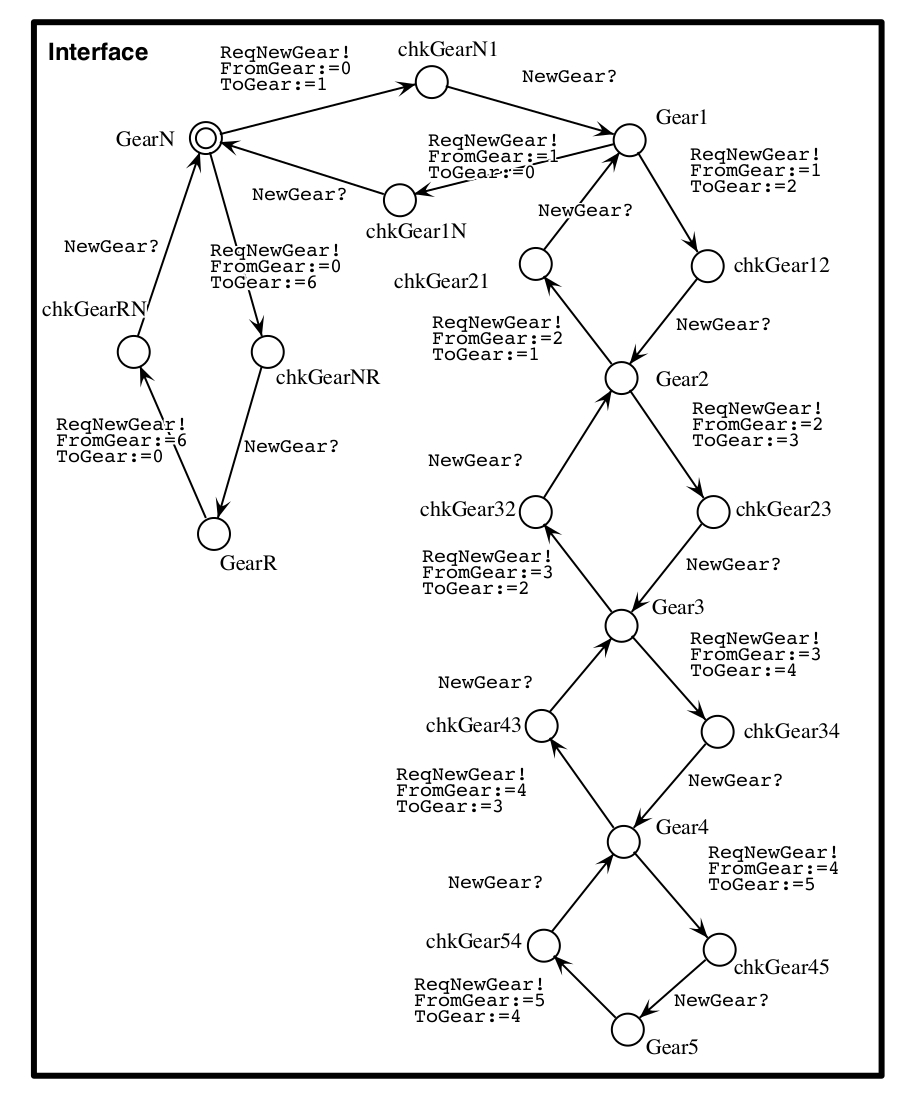 Interface
ReqNewGear!
FromGear:=0
ToGear:=1
chkGearN1
NewGear?
GearN
Gear1
ReqNewGear!
FromGear:=1
ToGear:=0
ReqNewGear!
FromGear:=1
ToGear:=2
NewGear?
chkGear1N
NewGear?
NewGear?
ReqNewGear!
FromGear:=0
ToGear:=6
chkGear21
chkGear12
chkGearRN
ReqNewGear!
FromGear:=2
ToGear:=1
NewGear?
chkGearNR
Gear2
ReqNewGear!
FromGear:=6
ToGear:=0
NewGear?
ReqNewGear!
FromGear:=2
ToGear:=3
NewGear?
chkGear32
chkGear23
GearR
ReqNewGear!
FromGear:=3
ToGear:=2
NewGear?
Gear3
ReqNewGear!
FromGear:=3
ToGear:=4
NewGear?
chkGear43
chkGear34
ReqNewGear!
FromGear:=4
ToGear:=3
NewGear?
Gear4
ReqNewGear!
FromGear:=4
ToGear:=5
NewGear?
chkGear54
chkGear45
ReqNewGear!
FromGear:=5
ToGear:=4
NewGear?
Gear5